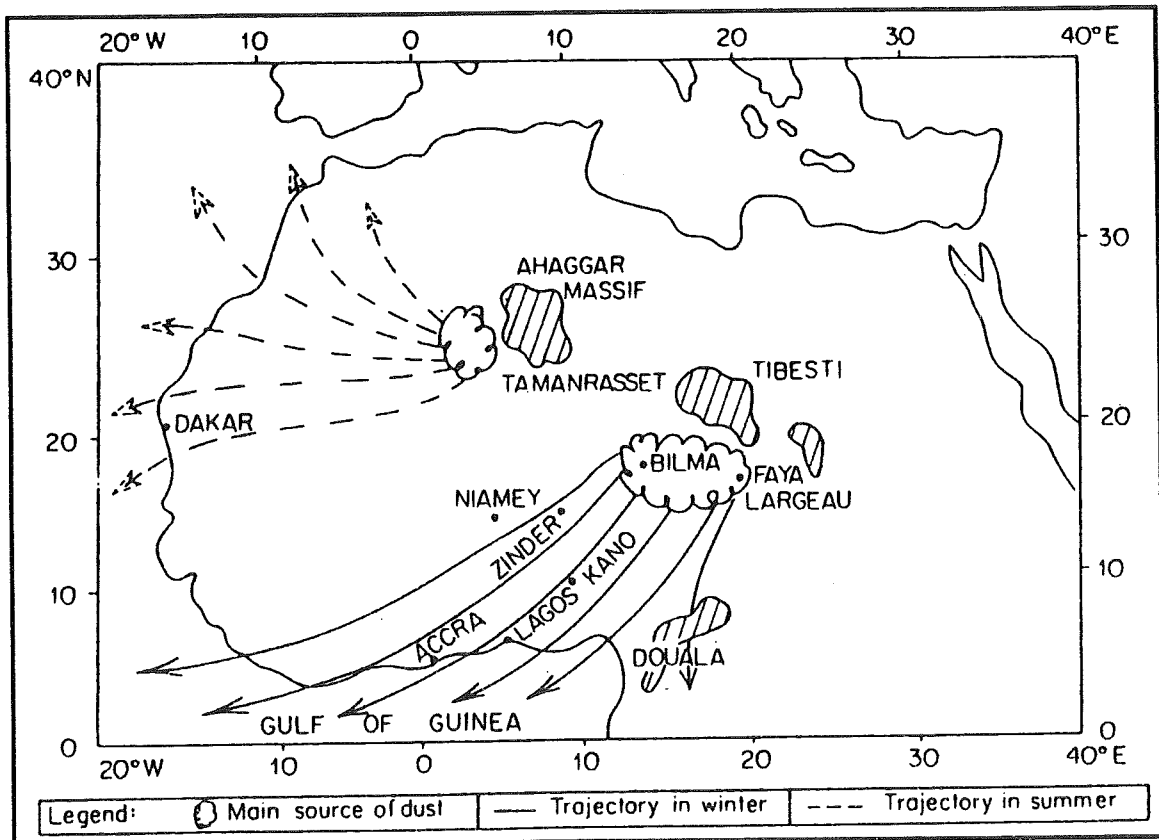 20°W 10 0 10 20 30 40°E
40°N
30 30
AHAGGAR
MASSIF
TAMANRASSET TIBESTI
DAKAR
20 20
BILMA FAYA
LARGEAU
NIAMEY
ZINDER
KANO
10 10
LAGOS
ACCRA
DOUALA
GULF OF GUINEA
0 0
20°W 10 0 10 20 30 40°E
Legend: Main source of dust Trajectory in winter Trajectory in summer